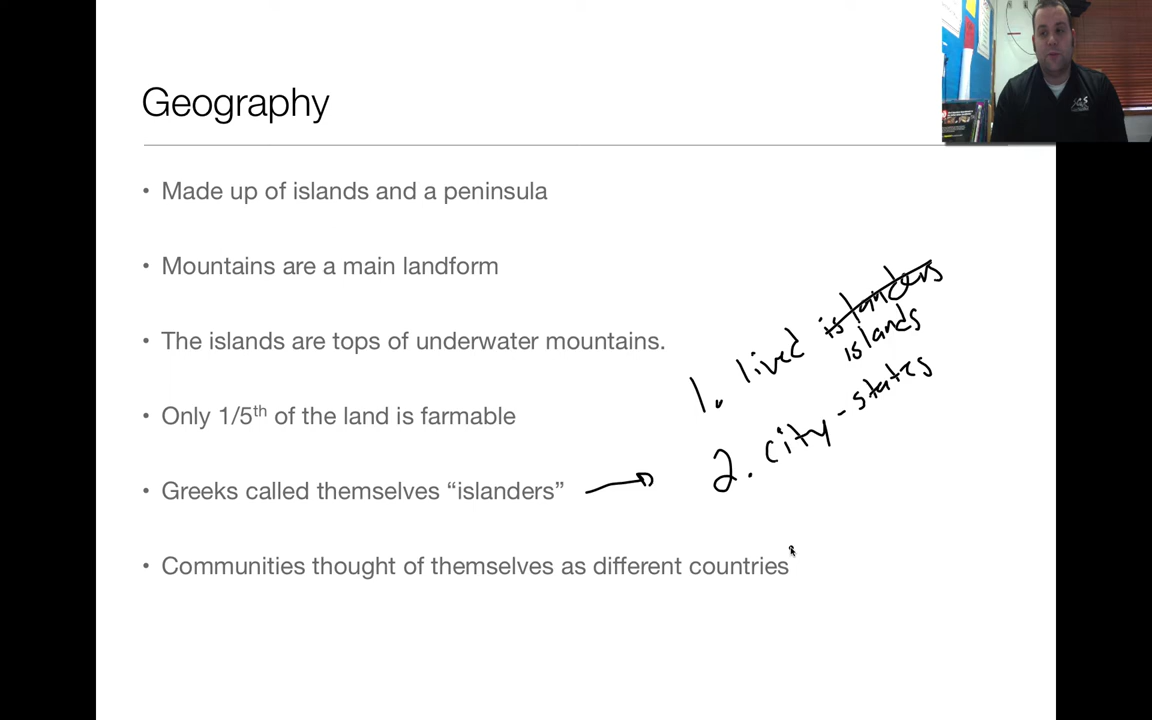 Geography
• Made up of islands and a peninsula
• Mountains are a main landform
• The islands are tops of underwater mountains.
• Only 1/5th of the land is farmable
• Greeks called themselves “islanders”
• Communities thought of themselves as different countries
1. lived islanders
islands
2. city-states